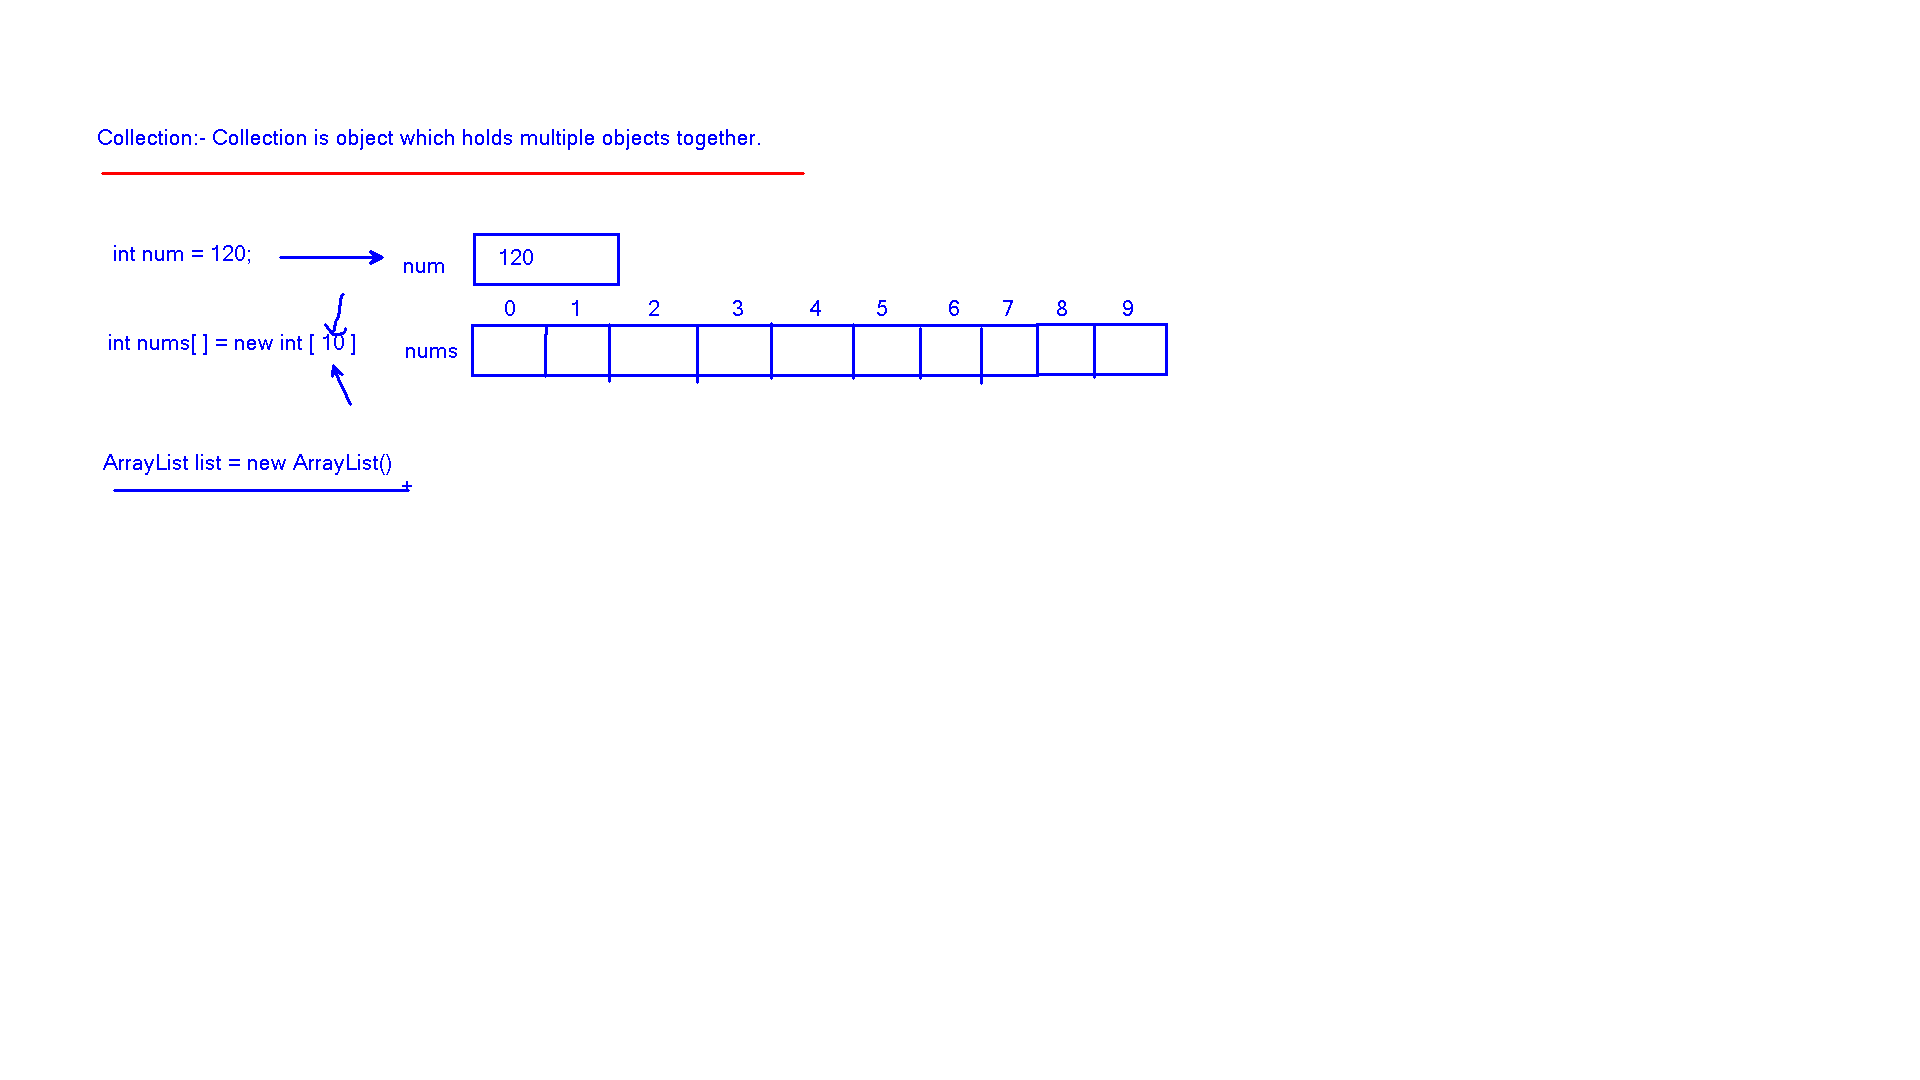 Collection:- Collection is object which holds multiple objects together.
int num = 120;
num
120
0 1 2 3 4 5 6 7 8 9
int nums[ ] = new int [ 10 ]
nums
ArrayList list = new ArrayList()